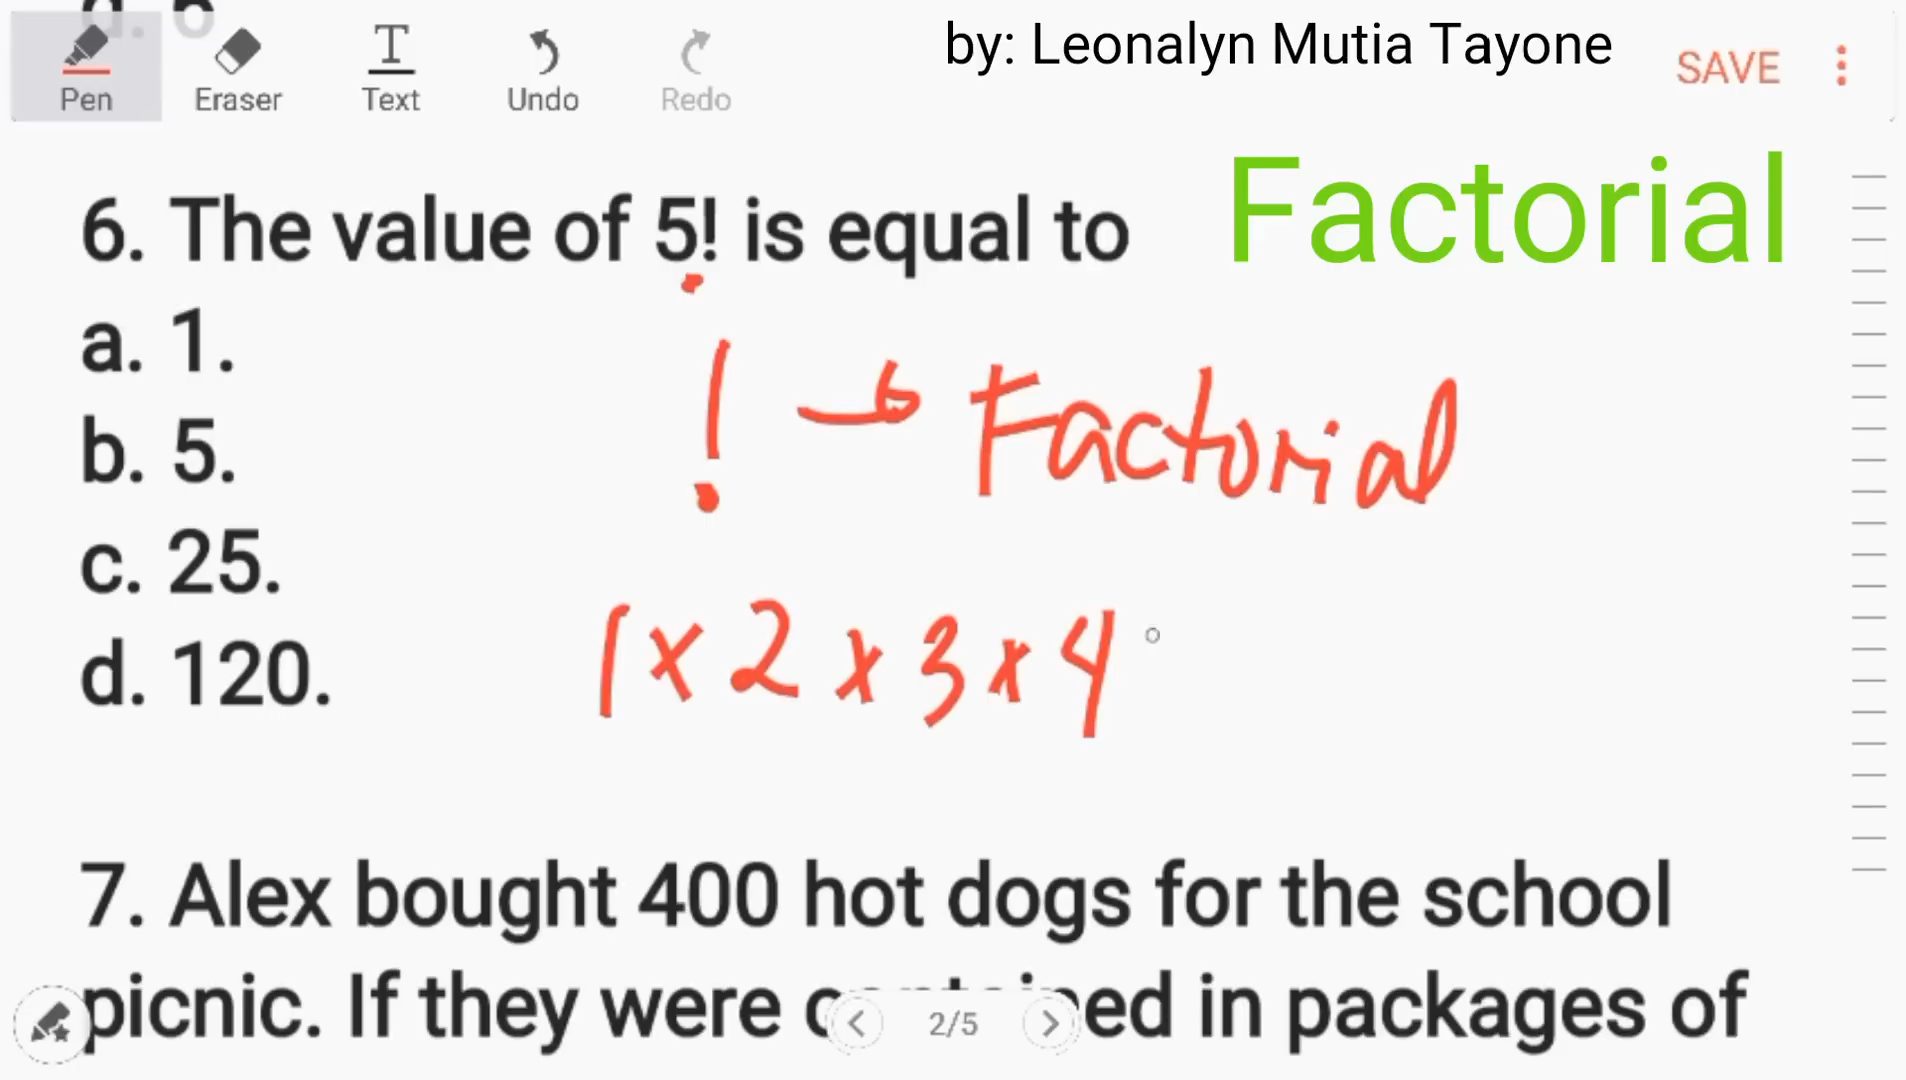 by: Leonalyn Mutia Tayone
SAVE
Pen
Eraser
Text
Undo
Redo
Factorial
6. The value of 5! is equal to
a. 1.
b. 5.
c. 25.
d. 120.
! → Factorial
1 x 2 x 3 x 4
7. Alex bought 400 hot dogs for the school
picnic. If they were in packages of
2/5